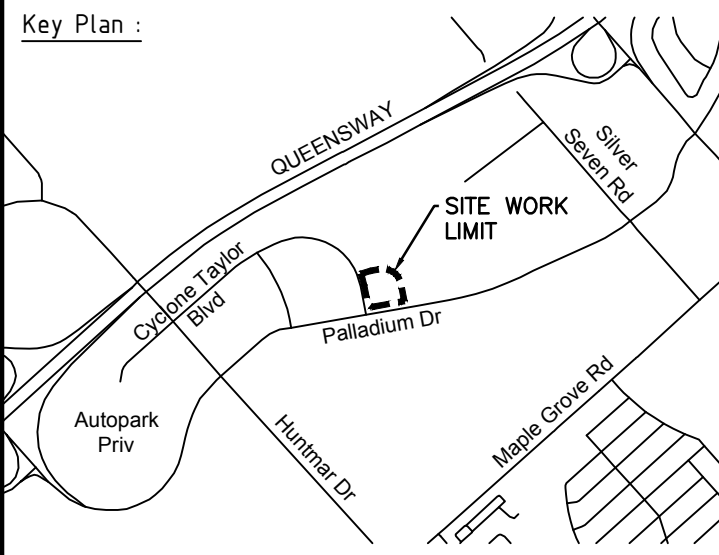 Key Plan :
QUEENSWAY
Silver
Seven Rd
SITE WORK
LIMIT
Cyclone Taylor
Blvd
Palladium Dr
Autopark
Priv
Huntmar Dr
Maple Grove Rd